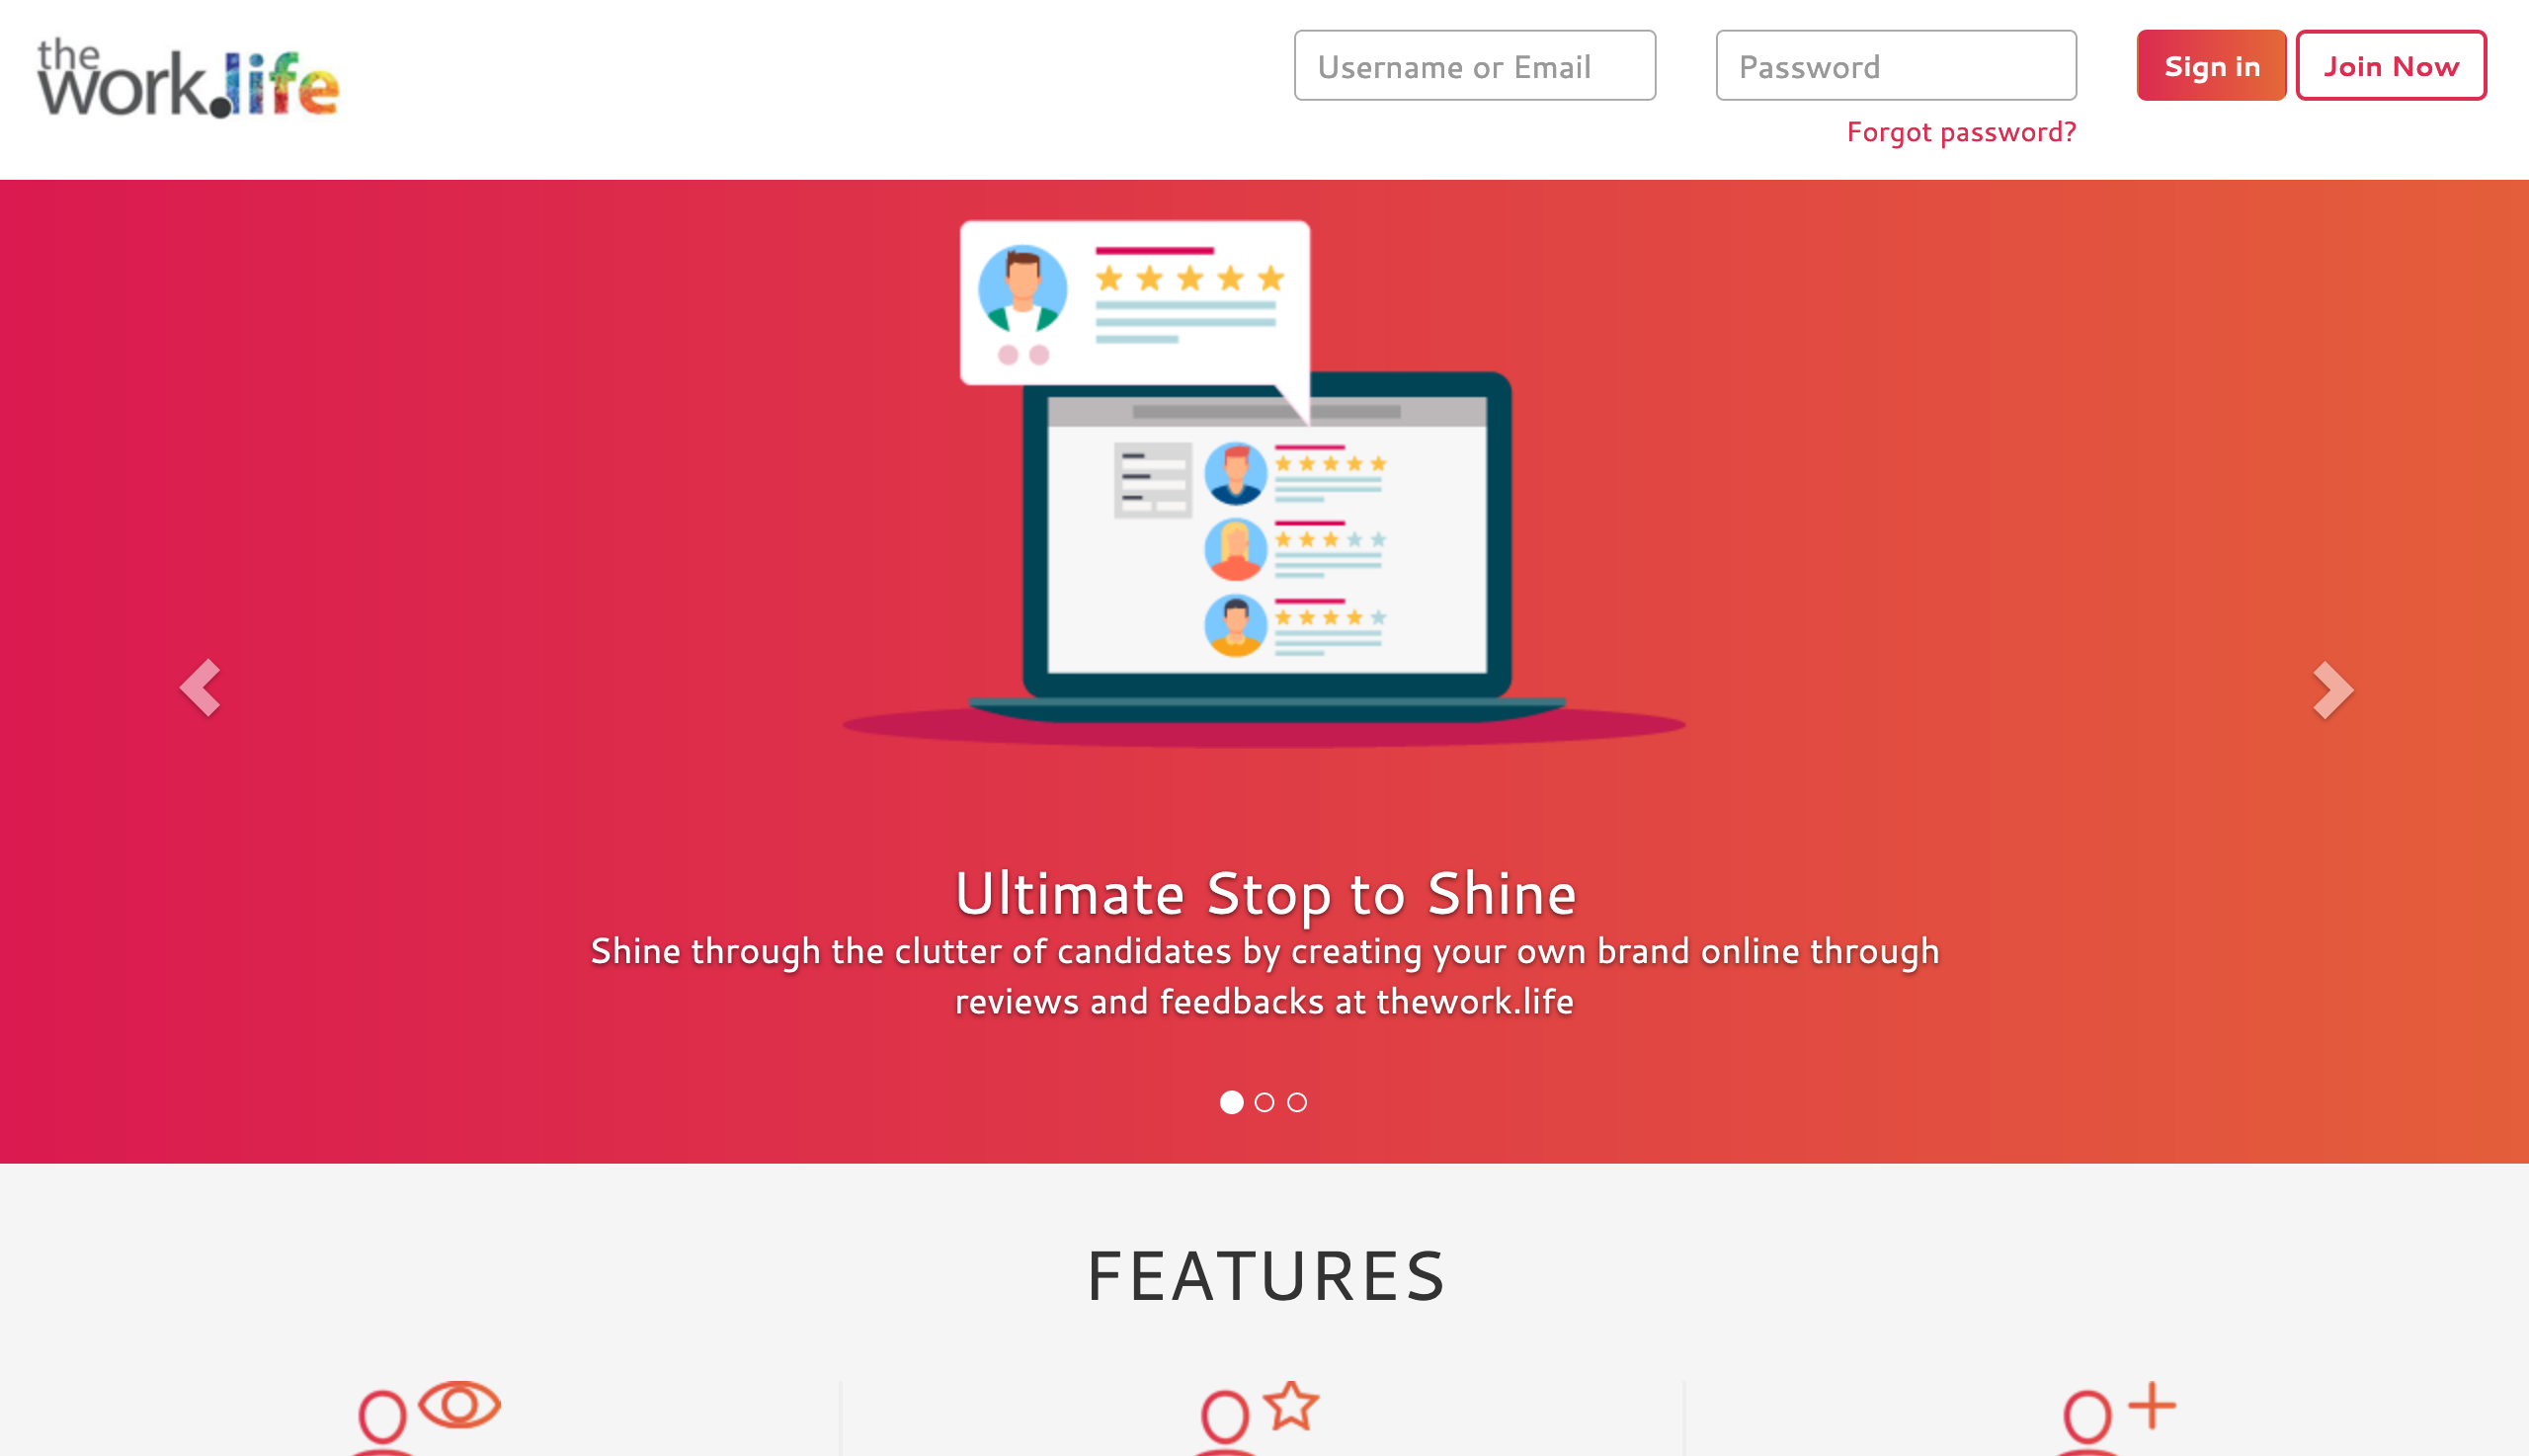 the
work.life
Username or Email
Password
Sign in
Join Now
Forgot password?
Ultimate Stop to Shine
Shine through the clutter of candidates by creating your own brand online through
reviews and feedbacks at thework.life
FEATURES